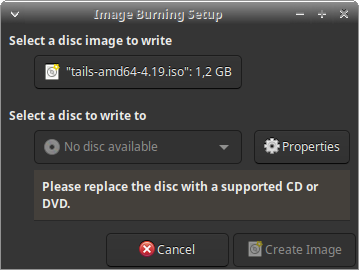 Image Burning Setup
Select a disc image to write
"tails-amd64-4.19.iso": 1,2 GB
Select a disc to write to
No disc available
Properties
Please replace the disc with a supported CD or
DVD.
Cancel
Create Image